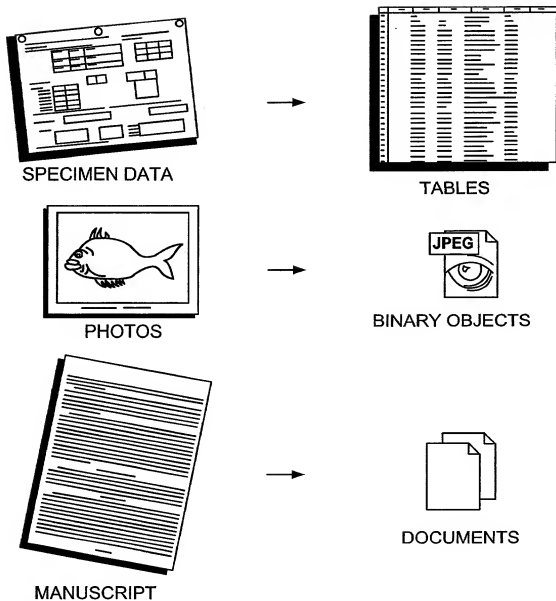 SPECIMEN DATA
TABLES
PHOTOS
JPEG
BINARY OBJECTS
MANUSCRIPT
DOCUMENTS